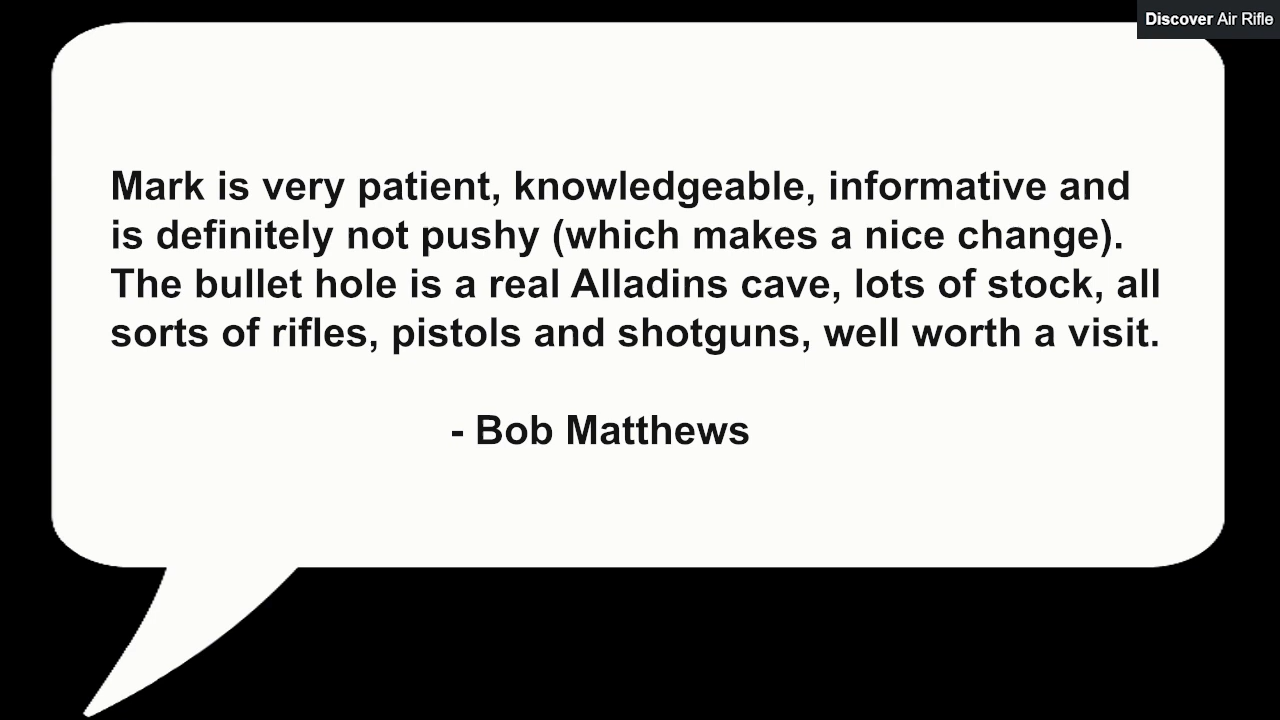 Discover Air Rifle
Mark is very patient, knowledgeable, informative and
is definitely not pushy (which makes a nice change).
The bullet hole is a real Alladins cave, lots of stock, all
sorts of rifles, pistols and shotguns, well worth a visit.
- Bob Matthews